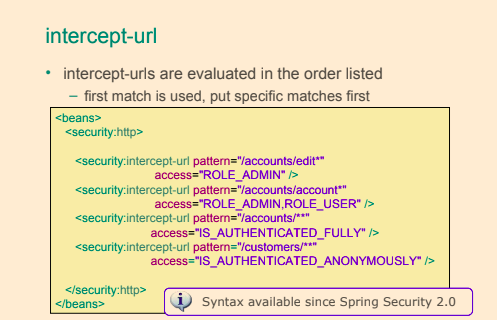 intercept-url
• intercept-urls are evaluated in the order listed
– first match is used, put specific matches first
<beans>
<security:http>
<security:intercept-url pattern="/accounts/edit*"
access="ROLE_ADMIN" />
<security:intercept-url pattern="/accounts/account*"
access="ROLE_ADMIN,ROLE_USER" />
<security:intercept-url pattern="/accounts/**"
access="IS_AUTHENTICATED_FULLY" />
<security:intercept-url pattern="/customers/**"
access="IS_AUTHENTICATED_ANONYMOUSLY" />
</security:http>
</beans>
Syntax available since Spring Security 2.0